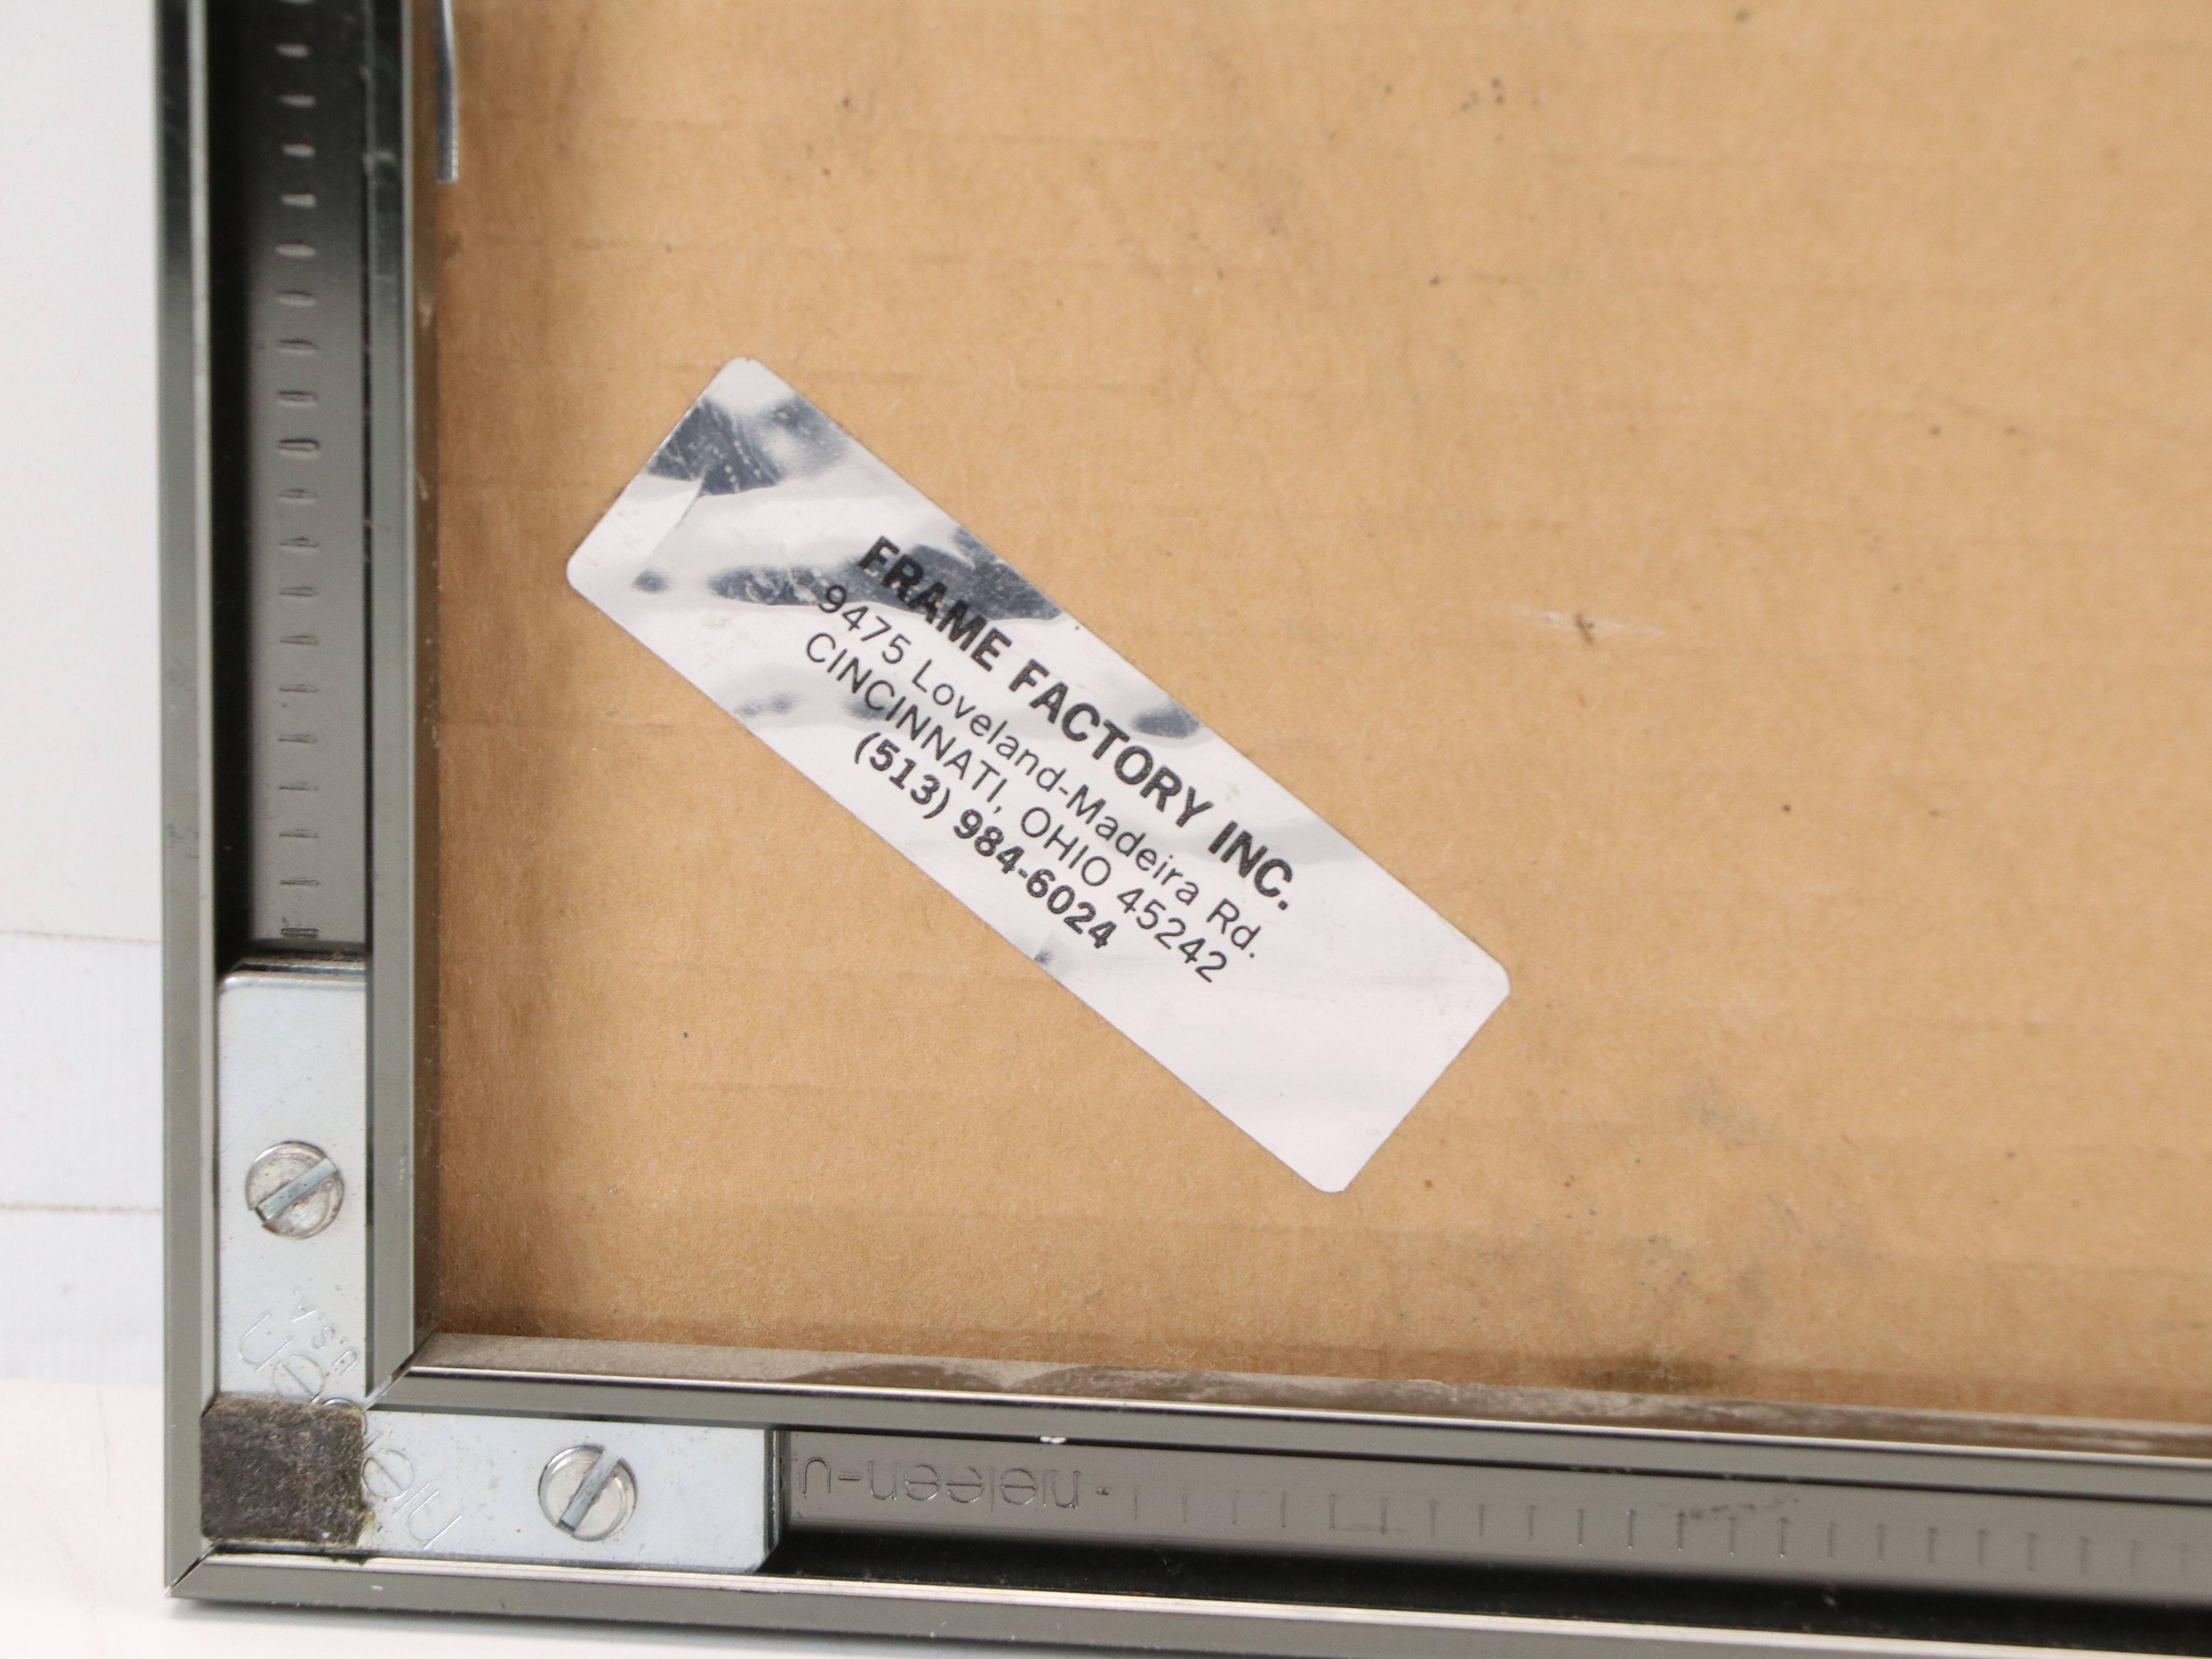 FRAME FACTORY INC.
9475 Loveland-Madeira Rd.
CINCINNATI, OHIO 45242
(513) 984-6024
U.S.A.
nielsen